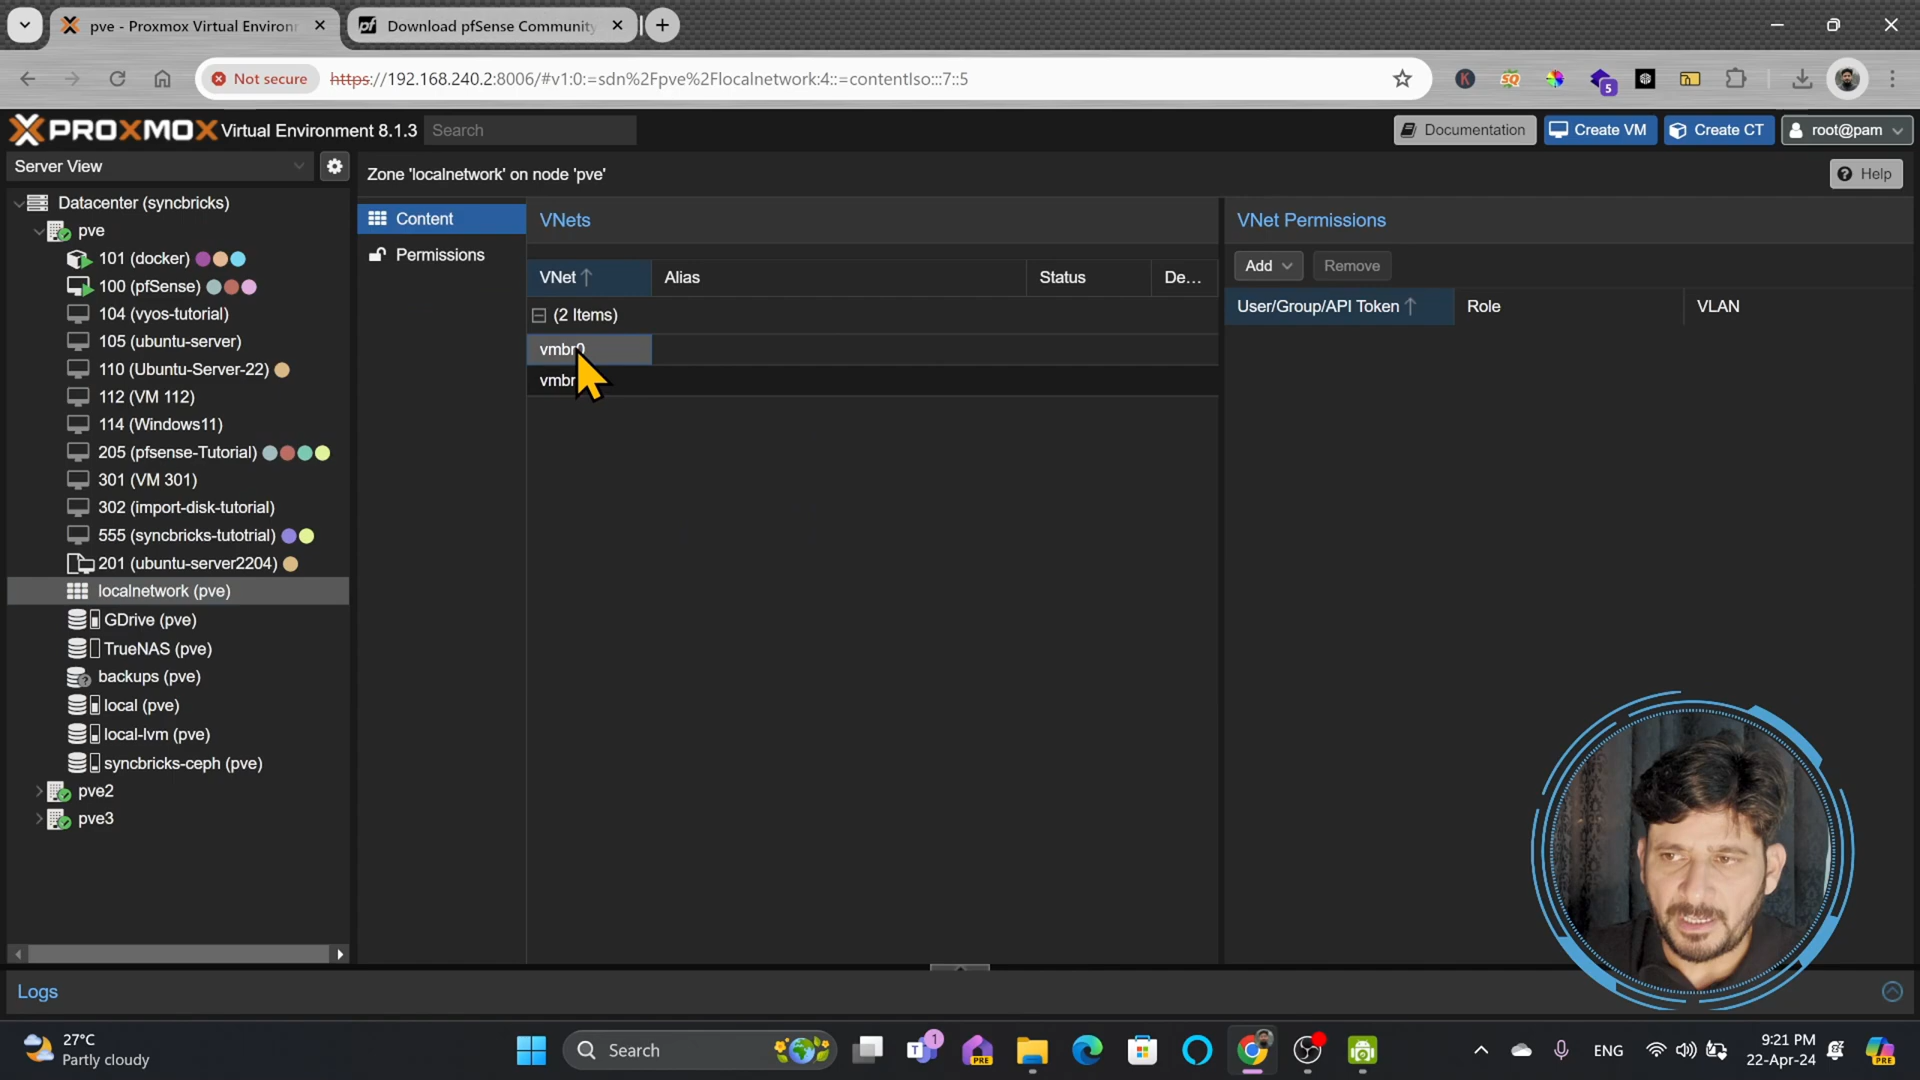 pve - Proxmox Virtual Environ
Download pfSense Community
Not secure
https://192.168.240.2:8006/#v1:0:=sdn%2Fpve%2Flocalnetwork:4::=contentIso:::7::5
PROXMOX Virtual Environment 8.1.3
Search
Documentation
Create VM
Create CT
root@pam
Server View
Zone 'localnetwork' on node 'pve'
Help
Datacenter (syncbricks)
pve
101 (docker)
100 (pfSense)
104 (vyos-tutorial)
105 (ubuntu-server)
110 (Ubuntu-Server-22)
112 (VM 112)
114 (Windows11)
205 (pfsense-Tutorial)
301 (VM 301)
302 (import-disk-tutorial)
555 (syncbricks-tutotrial)
201 (ubuntu-server2204)
localnetwork (pve)
GDrive (pve)
TrueNAS (pve)
backups (pve)
local (pve)
local-lvm (pve)
syncbricks-ceph (pve)
pve2
pve3
Content
Permissions
VNets
VNet
Alias
Status
De...
(2 Items)
vmbr0
vmbr
VNet Permissions
Add
Remove
User/Group/API Token
Role
VLAN
Logs
27°C
Partly cloudy
Search
ENG
9:21 PM
22-Apr-24
5
1
PRE
PRE